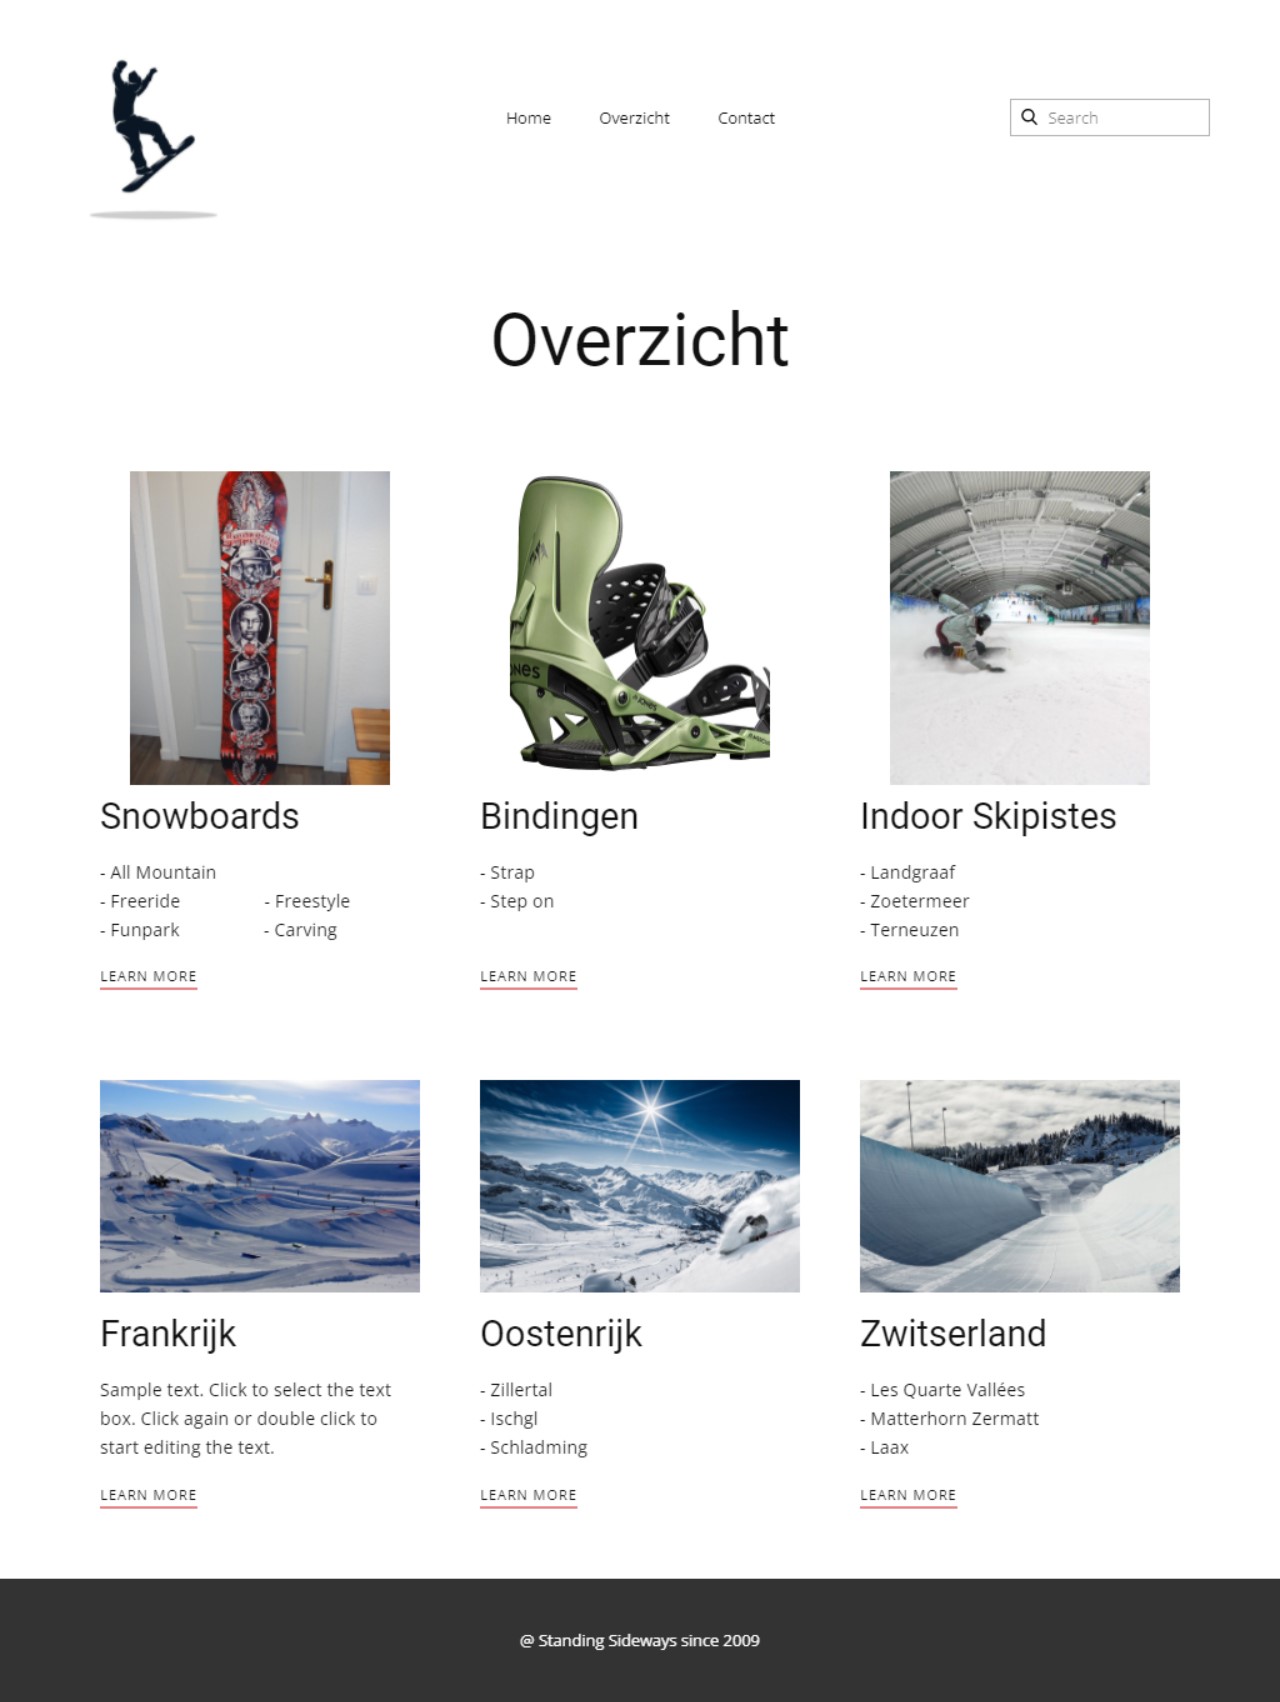 Home Overzicht Contact
Search
Overzicht
JONES
Snowboards
- All Mountain
- Freeride - Freestyle
- Funpark - Carving
LEARN MORE
Bindingen
- Strap
- Step on
LEARN MORE
Indoor Skipistes
- Landgraaf
- Zoetermeer
- Terneuzen
LEARN MORE
Frankrijk
Sample text. Click to select the text
box. Click again or double click to
start editing the text.
LEARN MORE
Oostenrijk
- Zillertal
- Ischgl
- Schladming
LEARN MORE
Zwitserland
- Les Quarte Vallées
- Matterhorn Zermatt
- Laax
LEARN MORE
@ Standing Sideways since 2009